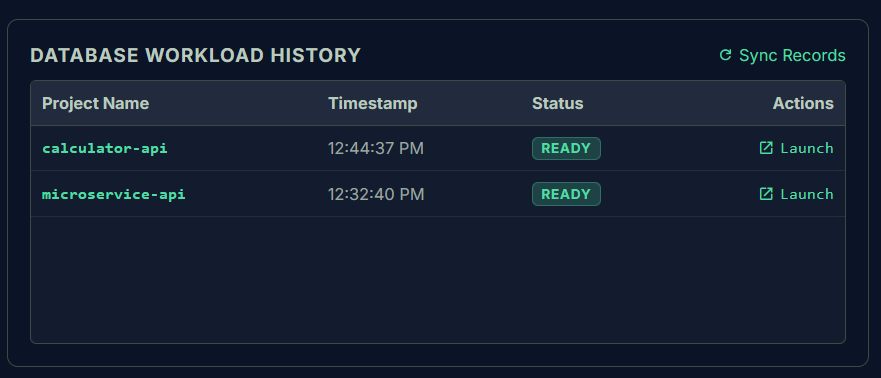 DATABASE WORKLOAD HISTORY Sync Records
Project Name Timestamp Status Actions
calculator-api 12:44:37 PM READY Launch
microservice-api 12:32:40 PM READY Launch